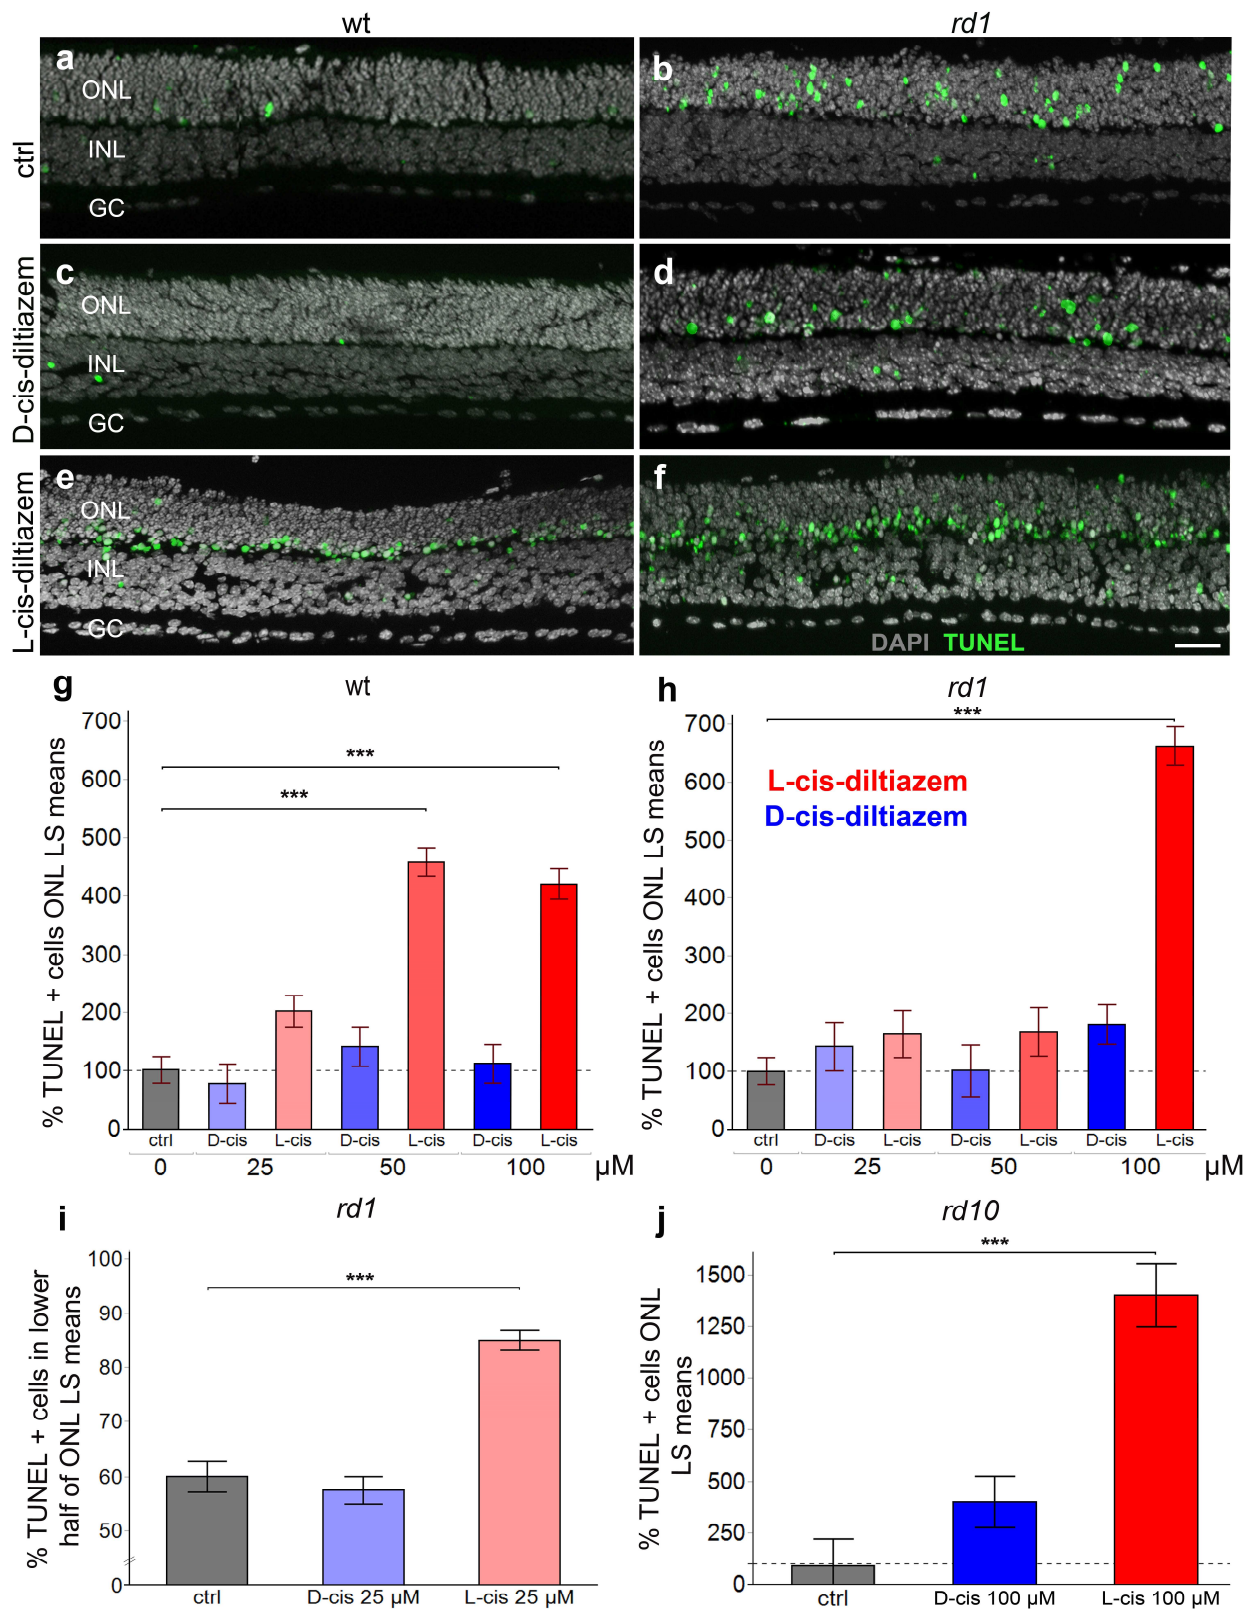 wt
rd1
ctrl
a
ONL
INL
GC
b
D-cis-diltiazem
c
ONL
INL
GC
d
L-cis-diltiazem
e
ONL
INL
GC
f
DAPI TUNEL
g
wt
% TUNEL + cells ONL LS means
700
600
500
400
300
200
100
0
***
***
ctrl D-cis L-cis D-cis L-cis D-cis L-cis
0 25 50 100 µM
h
rd1
% TUNEL + cells ONL LS means
700
600
500
400
300
200
100
0
***
L-cis-diltiazem
D-cis-diltiazem
ctrl D-cis L-cis D-cis L-cis D-cis L-cis
0 25 50 100 µM
i
rd1
% TUNEL + cells in lower
half of ONL LS means
100
90
80
70
60
50
0
***
ctrl D-cis 25 µM L-cis 25 µM
j
rd10
% TUNEL + cells ONL
LS means
1500
1250
1000
750
500
250
0
***
ctrl D-cis 100 µM L-cis 100 µM